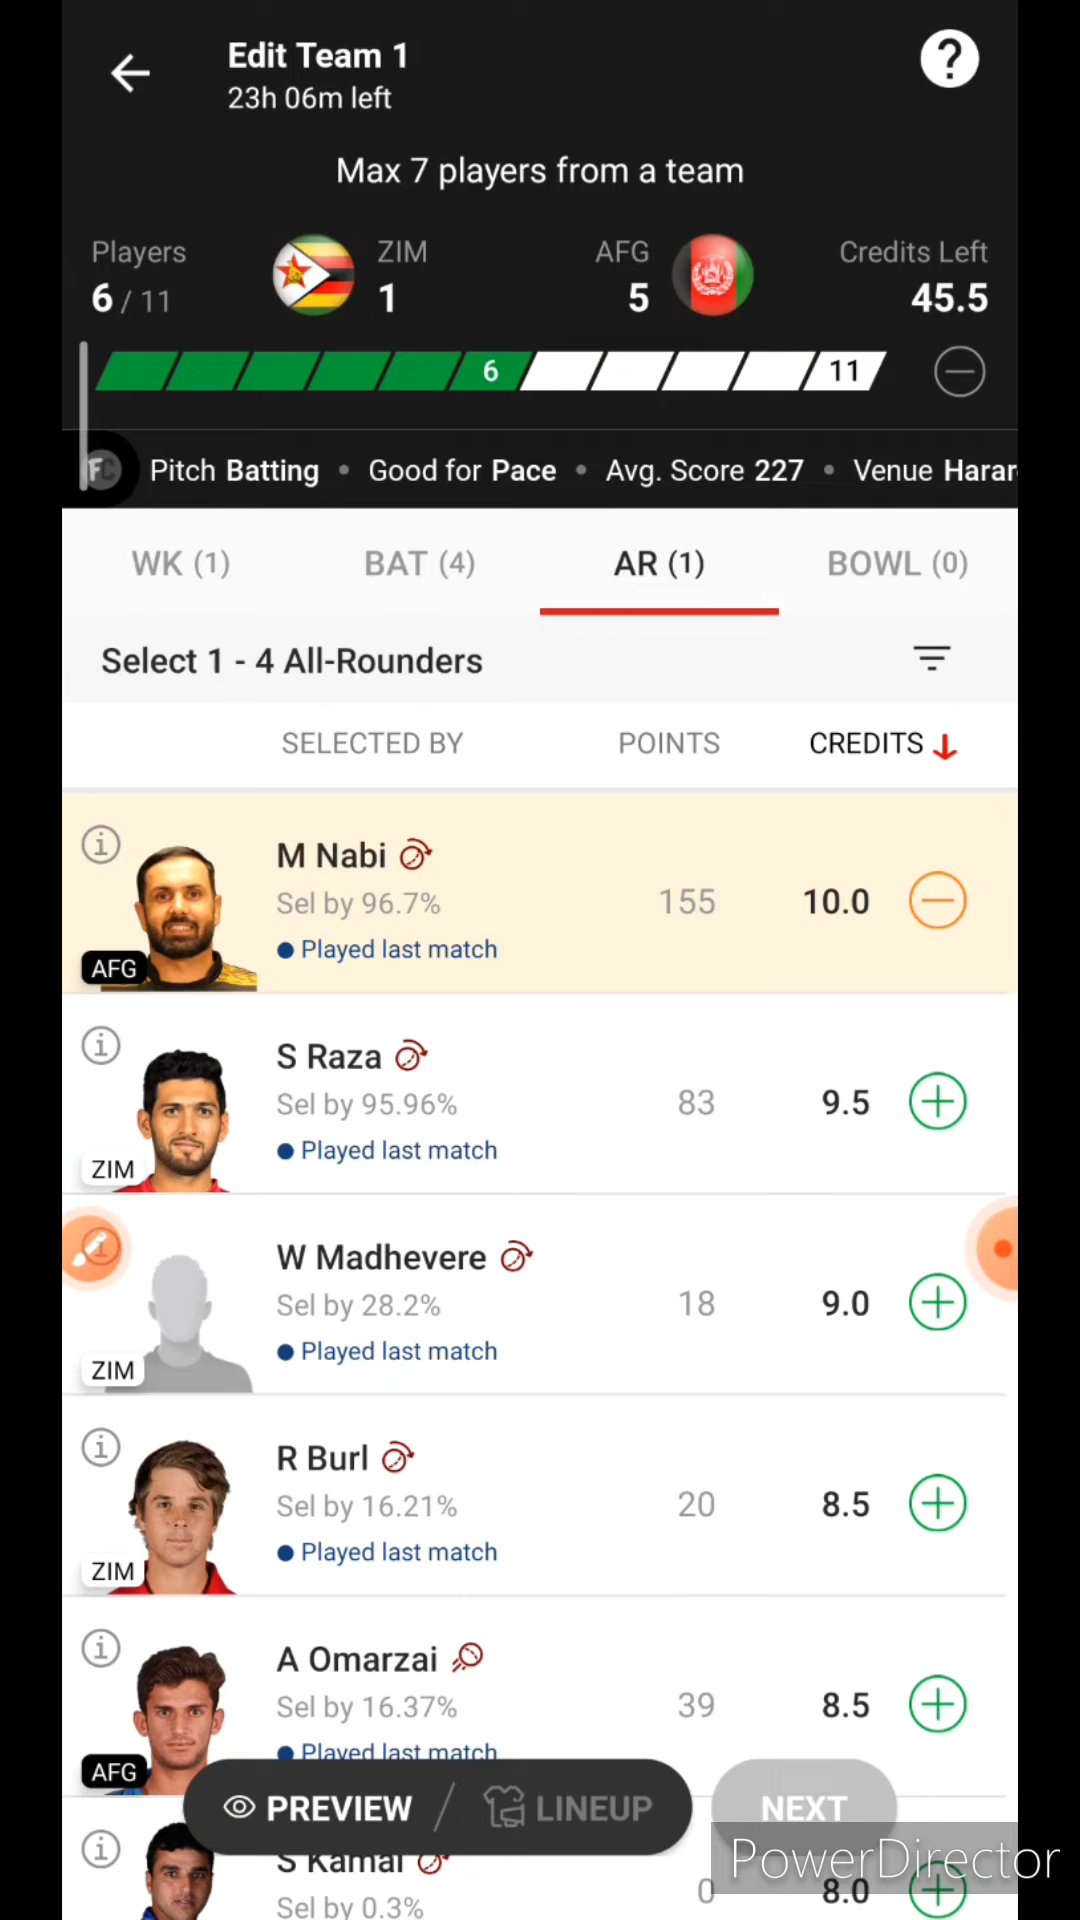 Edit Team 1
23h 06m left
Max 7 players from a team
Players ZIM AFG Credits Left
6 / 11 1 5 45.5
6 11
FC Pitch Batting • Good for Pace • Avg. Score 227 • Venue Harar
WK (1) BAT (4) AR (1) BOWL (0)
Select 1 - 4 All-Rounders
SELECTED BY POINTS CREDITS
M Nabi
Sel by 96.7% 155 10.0
Played last match
AFG
S Raza
Sel by 95.96% 83 9.5
Played last match
ZIM
W Madhevere
Sel by 28.2% 18 9.0
Played last match
ZIM
R Burl
Sel by 16.21% 20 8.5
Played last match
ZIM
A Omarzai
Sel by 16.37% 39 8.5
Played last match
AFG
PREVIEW / LINEUP NEXT
S Kamal
PowerDirector
Sel by 0.3% 0 8.0